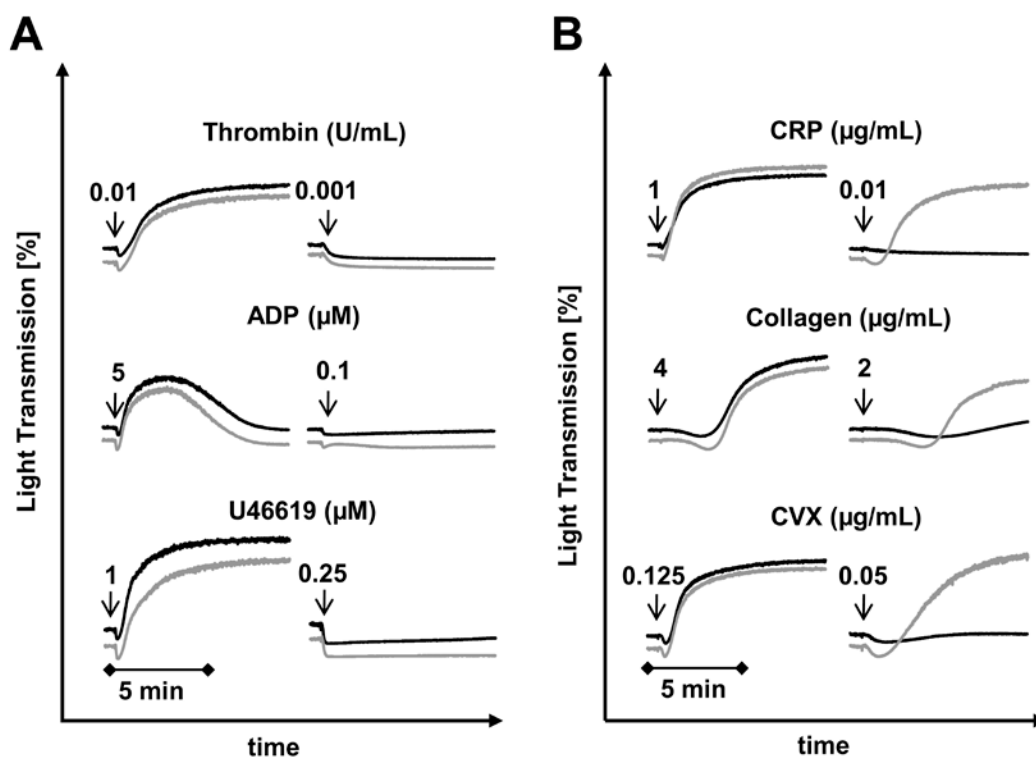 A
Light Transmission [%]
Thrombin (U/mL)
0.01
0.001
ADP (µM)
5
0.1
U46619 (µM)
1
0.25
5 min
time
B
Light Transmission [%]
CRP (µg/mL)
1
0.01
Collagen (µg/mL)
4
2
CVX (µg/mL)
0.125
0.05
5 min
time